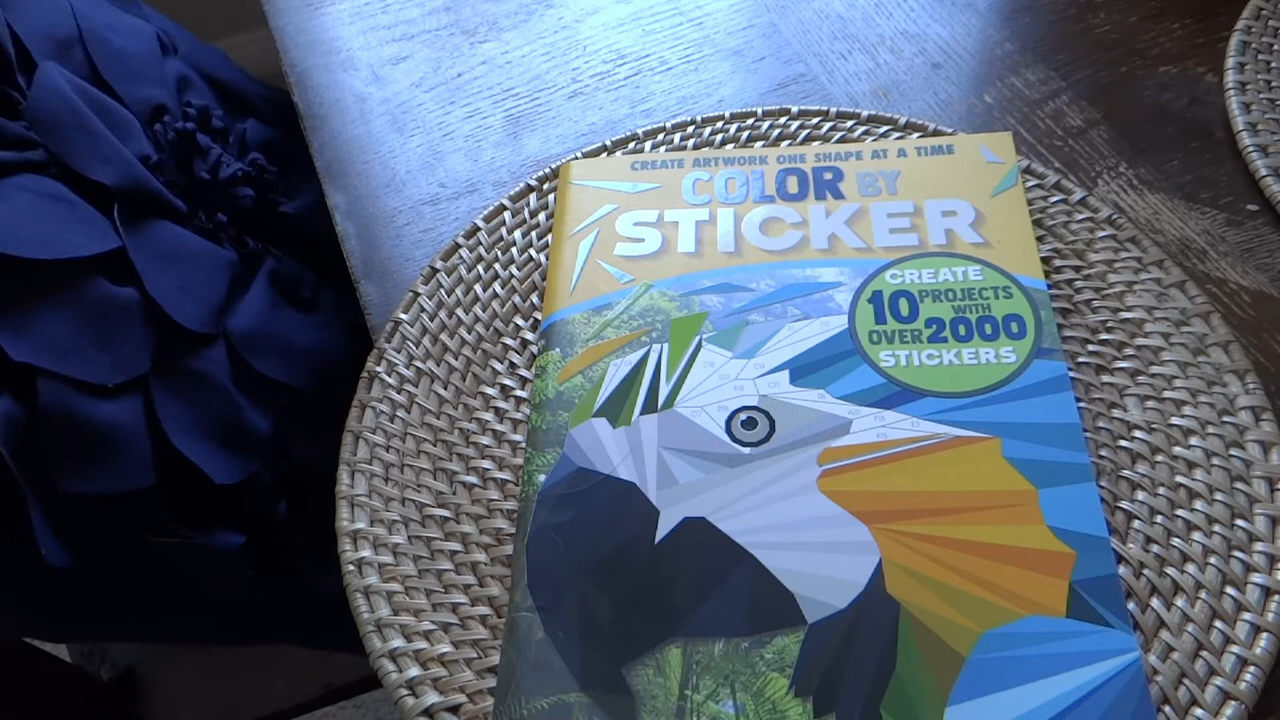 CREATE ARTWORK ONE SHAPE AT A TIME
COLOR BY
STICKER
CREATE
10 PROJECTS
WITH
OVER 2000
STICKERS